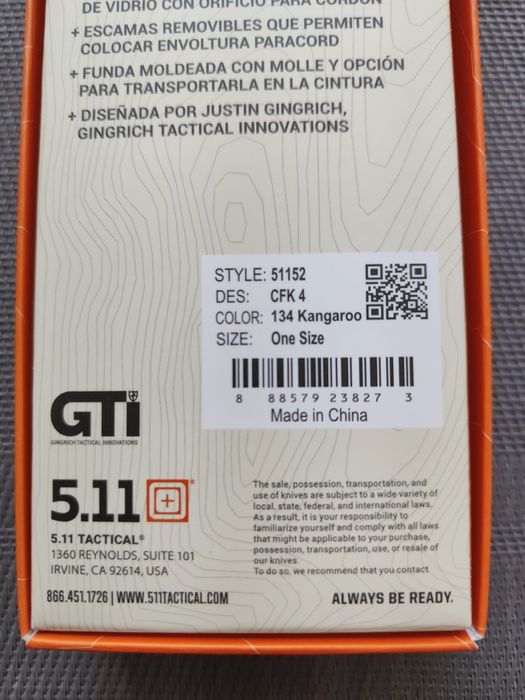 DE VIDRIO CON ORIFICIO PARA CORDÓN
+ ESCAMAS REMOVIBLES QUE PERMITEN
COLOCAR ENVOLTURA PARACORD
+ FUNDA MOLDEADA CON MOLLE Y OPCIÓN
PARA TRANSPORTARLA EN LA CINTURA
+ DISEÑADA POR JUSTIN GINGRICH,
GINGRICH TACTICAL INNOVATIONS
STYLE: 51152
DES: CFK 4
COLOR: 134 Kangaroo
SIZE: One Size
8 88579 23827 3
Made in China
GTi
GINGRICH TACTICAL INNOVATIONS
5.11®
5.11 TACTICAL®
1360 REYNOLDS, SUITE 101
IRVINE, CA 92614, USA
The sale, possession, transportation, and
use of knives are subject to a wide variety of
local, state, federal, and international laws.
As a result, it is your responsibility to
familiarize yourself and comply with all laws
that might be applicable to your purchase,
possession, transportation, use, or resale of
our knives.
To do so, we recommend that you contact
866.451.1726 | WWW.511TACTICAL.COM
ALWAYS BE READY.